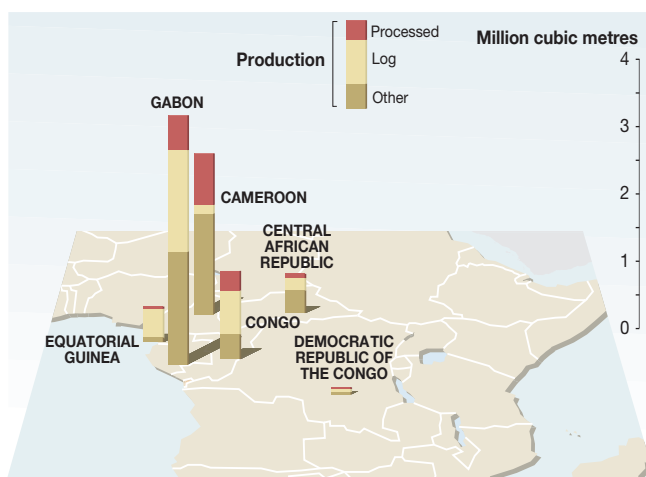 Production
Processed
Log
Other
Million cubic metres
4
3
2
1
0
GABON
CAMEROON
CENTRAL
AFRICAN
REPUBLIC
EQUATORIAL
GUINEA
CONGO
DEMOCRATIC
REPUBLIC OF
THE CONGO